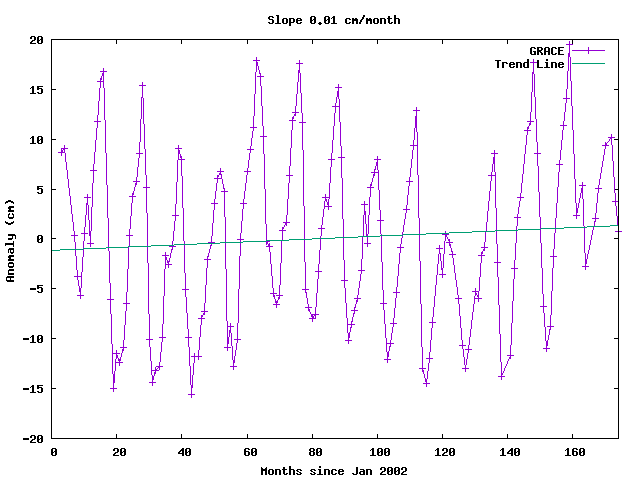 Slope 0.01 cm/month
20
GRACE
Trend Line
15
10
5
0
-5
-10
-15
-20
Anomaly (cm)
0 20 40 60 80 100 120 140 160
Months since Jan 2002